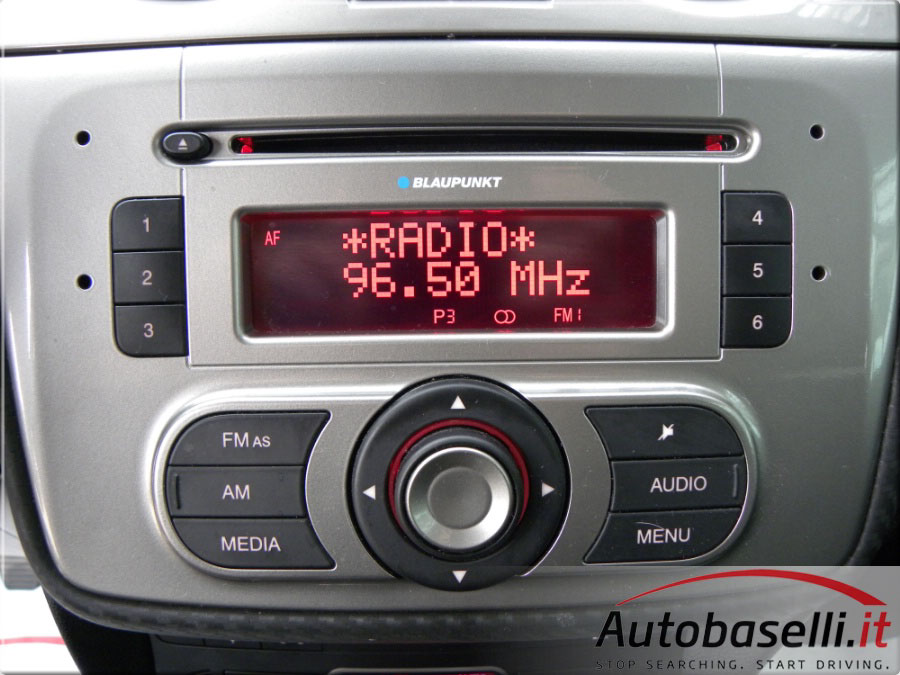 BLAUPUNKT
AF
*RADIO*
96.50 MHz
P3
FM1
1
2
3
4
5
6
FM AS
AM
MEDIA
AUDIO
MENU
Autobaselli.it
STOP SEARCHING. START DRIVING.